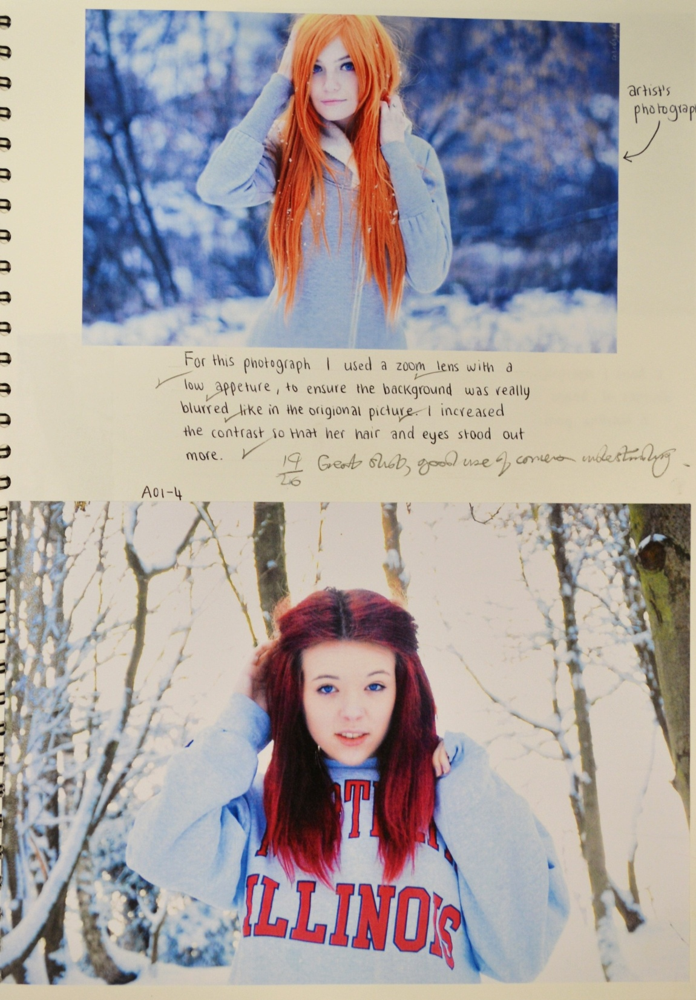 artist's
photograp
For this photograph I used a zoom lens with a
low appeture, to ensure the background was really
blurred like in the origional picture. I increased
the contrast so that her hair and eyes stood out
more.
19
26
Great shot, good use of camera understanding.
A01-4
ILLINOIS